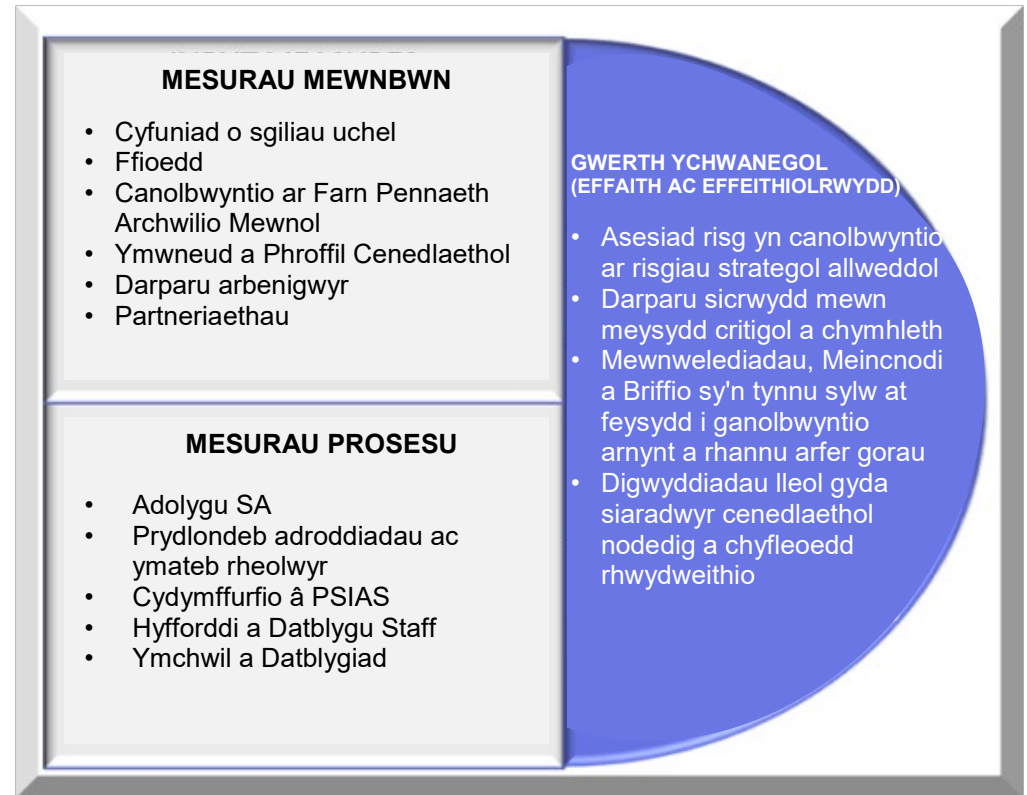 MESURAU MEWNBWN
• Cyfuniad o sgiliau uchel
• Ffioedd
• Canolbwyntio ar Farn Pennaeth
Archwilio Mewnol
• Ymwneud a Phroffil Cenedlaethol
• Darparu arbenigwyr
• Partneriaethau
MESURAU PROSESU
• Adolygu SA
• Prydlondeb adroddiadau ac
ymateb rheolwyr
• Cydymffurfio â PSIAS
• Hyfforddi a Datblygu Staff
• Ymchwil a Datblygiad
GWERTH YCHWANEGOL
(EFFAITH AC EFFEITHIOLRWYDD)
• Asesiad risg yn canolbwyntio
ar risgiau strategol allweddol
• Darparu sicrwydd mewn
meysydd critigol a chymhleth
• Mewnwelediadau, Meincnodi
a Briffio sy'n tynnu sylw at
feysydd i ganolbwyntio
arnynt a rhannu arfer gorau
• Digwyddiadau lleol gyda
siaradwyr cenedlaethol
nodedig a chyfleoedd
rhwydweithio